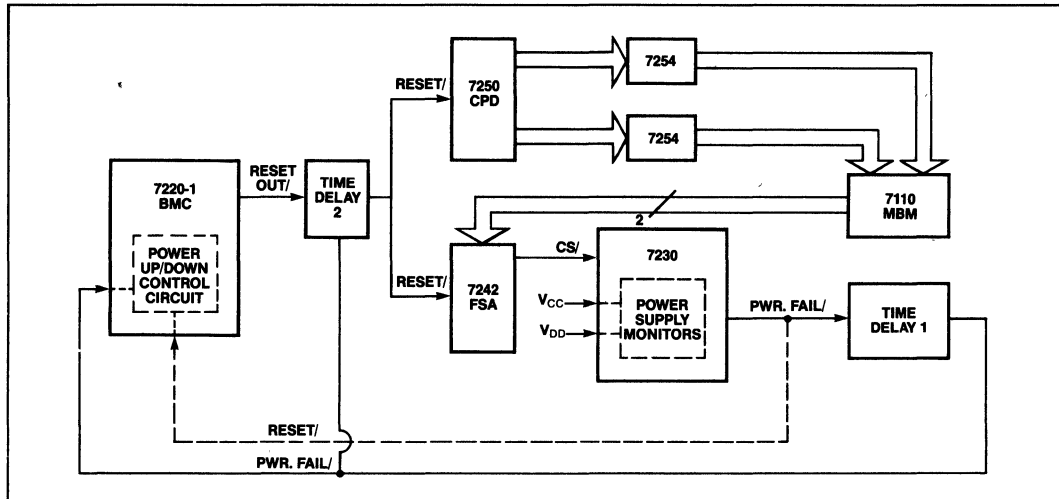 7250
CPD
7254
7254
RESET/
7220-1
BMC
POWER
UP/DOWN
CONTROL
CIRCUIT
RESET
OUT/
TIME
DELAY
2
7110
MBM
2
RESET/
7242
FSA
CS/
7230
VCC
VDD
POWER
SUPPLY
MONITORS
PWR. FAIL/
TIME
DELAY 1
RESET/
PWR. FAIL/